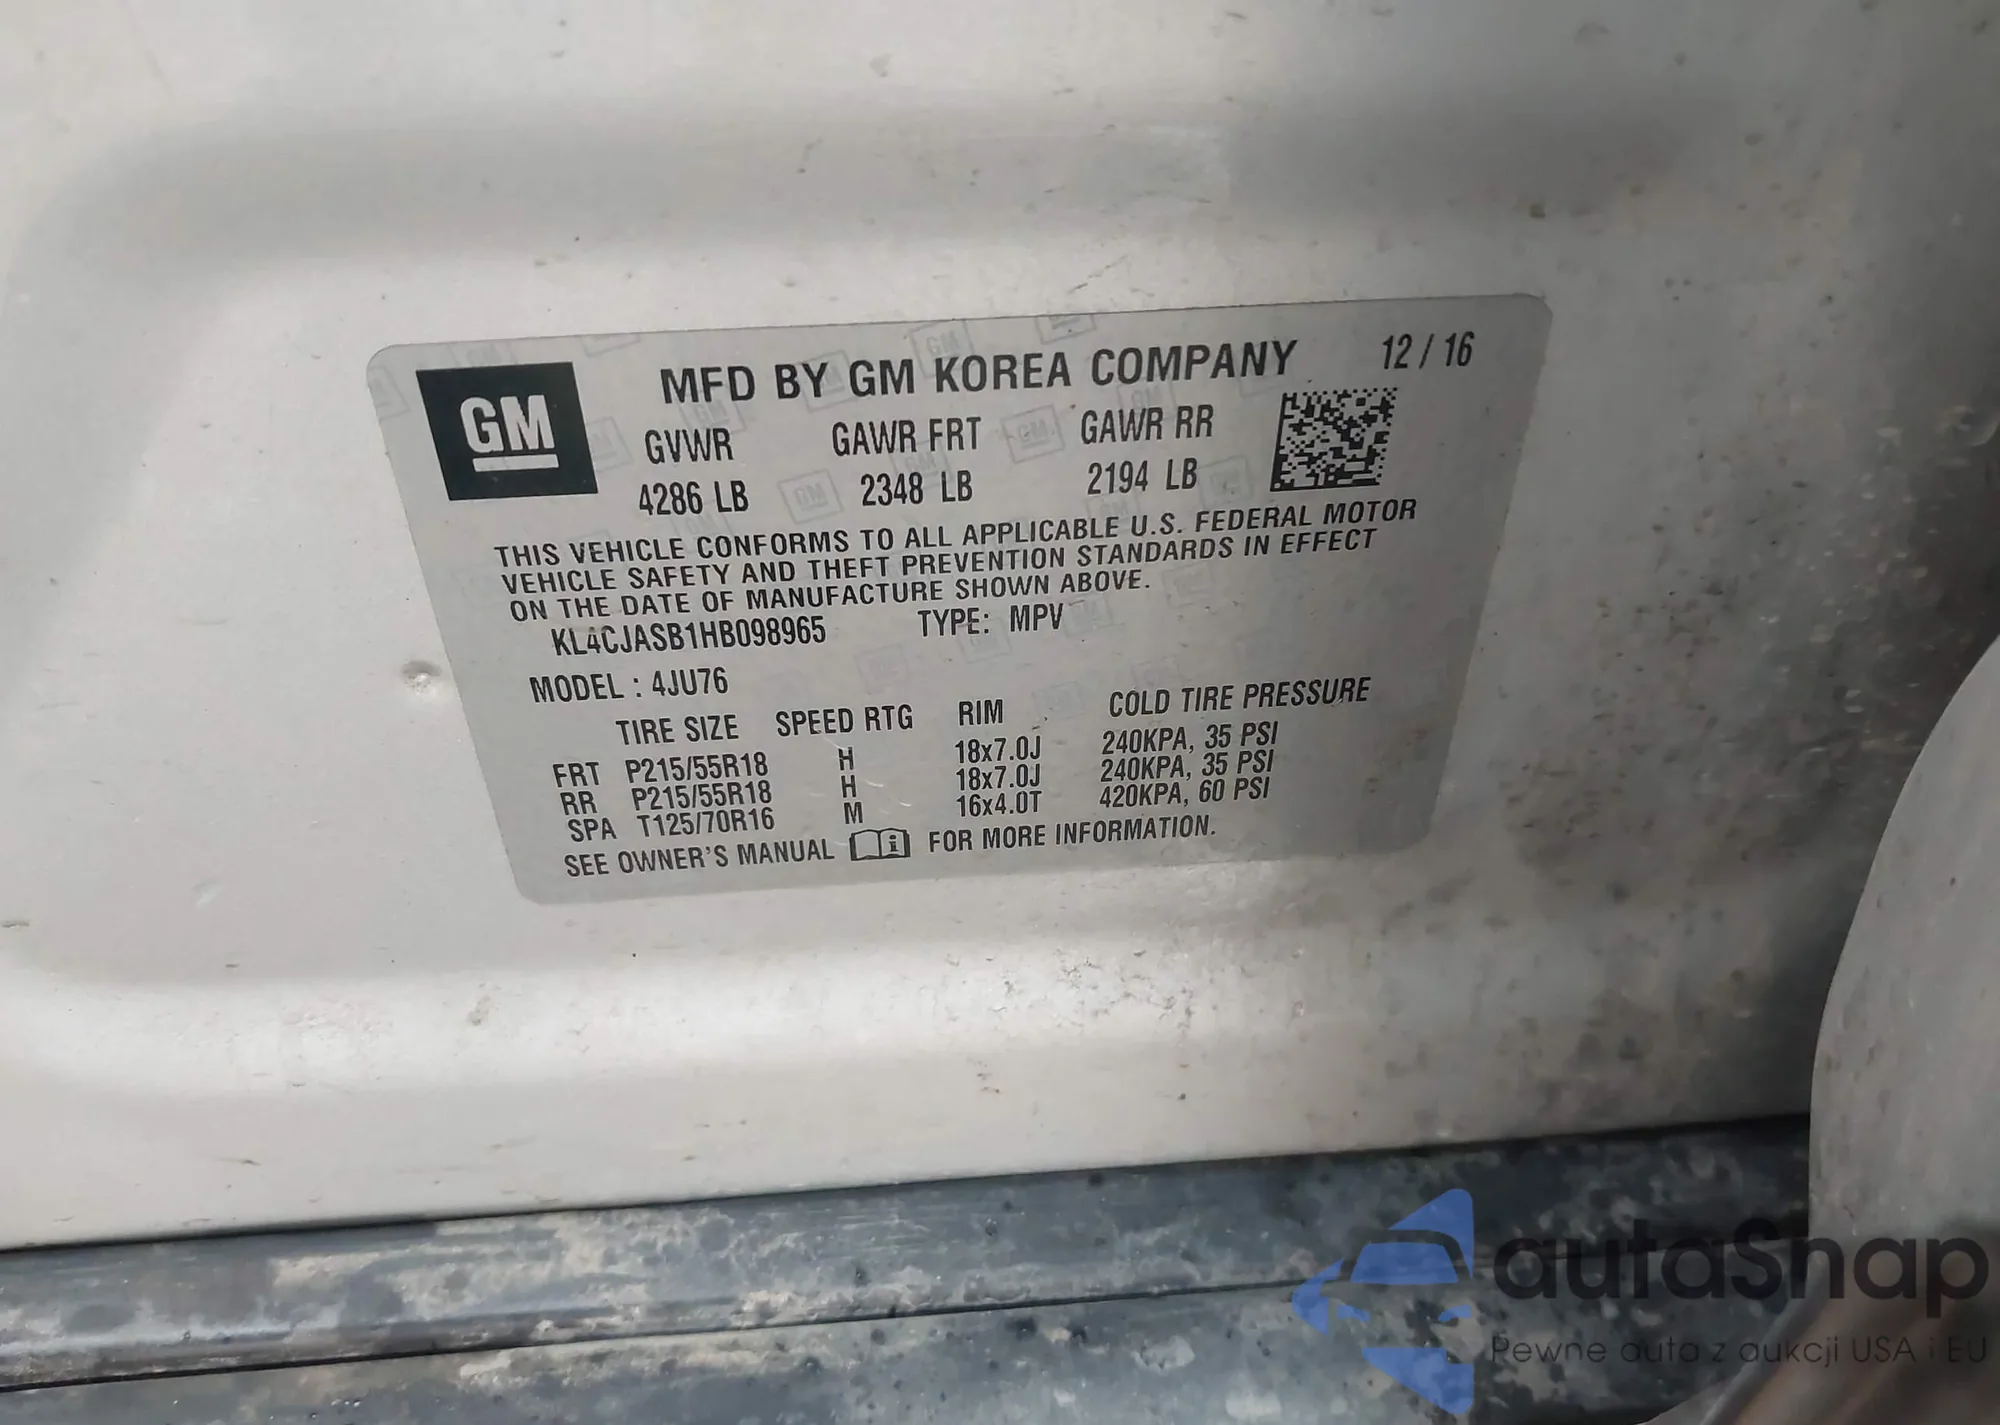 GM
MFD BY GM KOREA COMPANY 12 / 16
GVWR GAWR FRT GAWR RR
4286 LB 2348 LB 2194 LB
THIS VEHICLE CONFORMS TO ALL APPLICABLE U.S. FEDERAL MOTOR
VEHICLE SAFETY AND THEFT PREVENTION STANDARDS IN EFFECT
ON THE DATE OF MANUFACTURE SHOWN ABOVE.
KL4CJASB1HB098965 TYPE: MPV
MODEL : 4JU76
TIRE SIZE SPEED RTG RIM COLD TIRE PRESSURE
FRT P215/55R18 H 18x7.0J 240KPA, 35 PSI
RR P215/55R18 H 18x7.0J 240KPA, 35 PSI
SPA T125/70R16 M 16x4.0T 420KPA, 60 PSI
SEE OWNER'S MANUAL FOR MORE INFORMATION.
autaSnap
Pewne auta z aukcji USA i EU